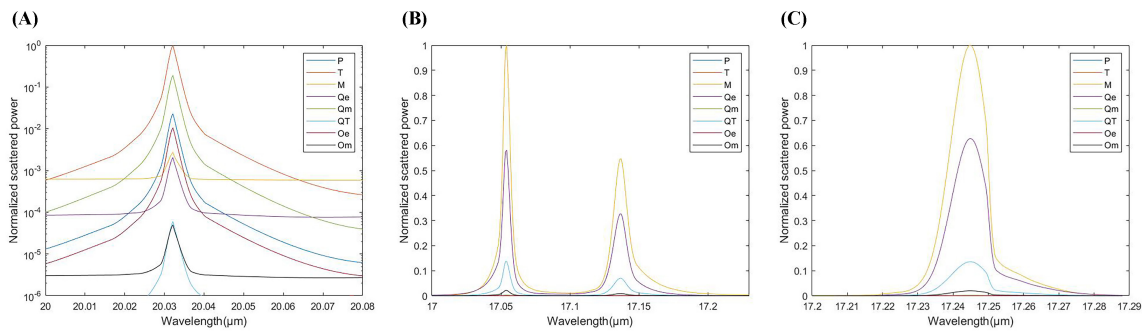 (A)
10^0
10^-1
10^-2
10^-3
10^-4
10^-5
10^-6
Normalized scattered power
20 20.01 20.02 20.03 20.04 20.05 20.06 20.07 20.08
Wavelength(μm)
P
T
M
Qe
Qm
QT
Oe
Om
(B)
1
0.9
0.8
0.7
0.6
0.5
0.4
0.3
0.2
0.1
0
Normalized scattered power
17 17.05 17.1 17.15 17.2
Wavelength(μm)
P
T
M
Qe
Qm
QT
Oe
Om
(C)
1
0.9
0.8
0.7
0.6
0.5
0.4
0.3
0.2
0.1
0
Normalized scattered power
17.2 17.21 17.22 17.23 17.24 17.25 17.26 17.27 17.28 17.29
Wavelength(μm)
P
T
M
Qe
Qm
QT
Oe
Om